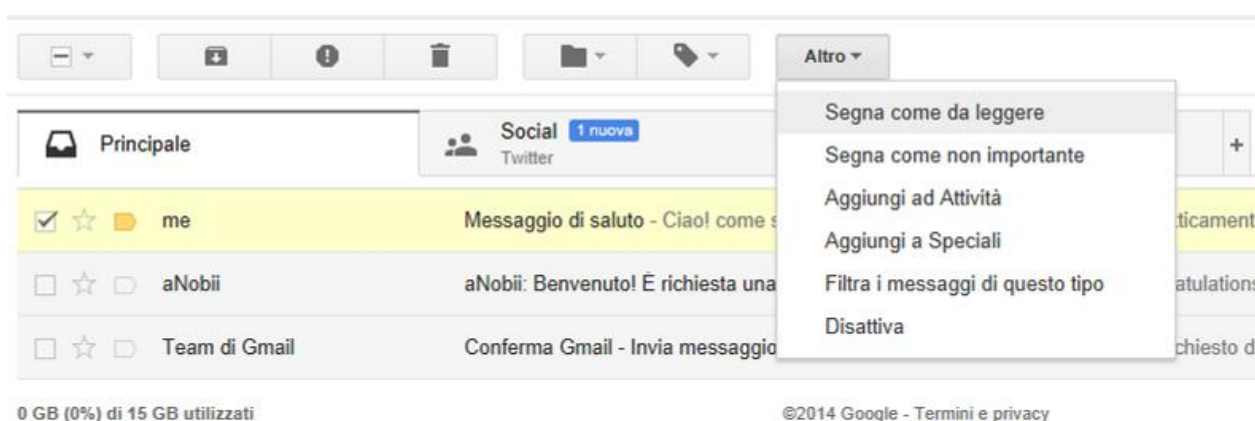 Altro
Segna come da leggere
Segna come non importante
Aggiungi ad Attività
Aggiungi a Speciali
Filtra i messaggi di questo tipo
Disattiva
Principale
Social 1 nuova
Twitter
+
me Messaggio di saluto - Ciao! come
aNobii aNobii: Benvenuto! È richiesta una
Team di Gmail Conferma Gmail - Invia messaggio
0 GB (0%) di 15 GB utilizzati ©2014 Google - Termini e privacy